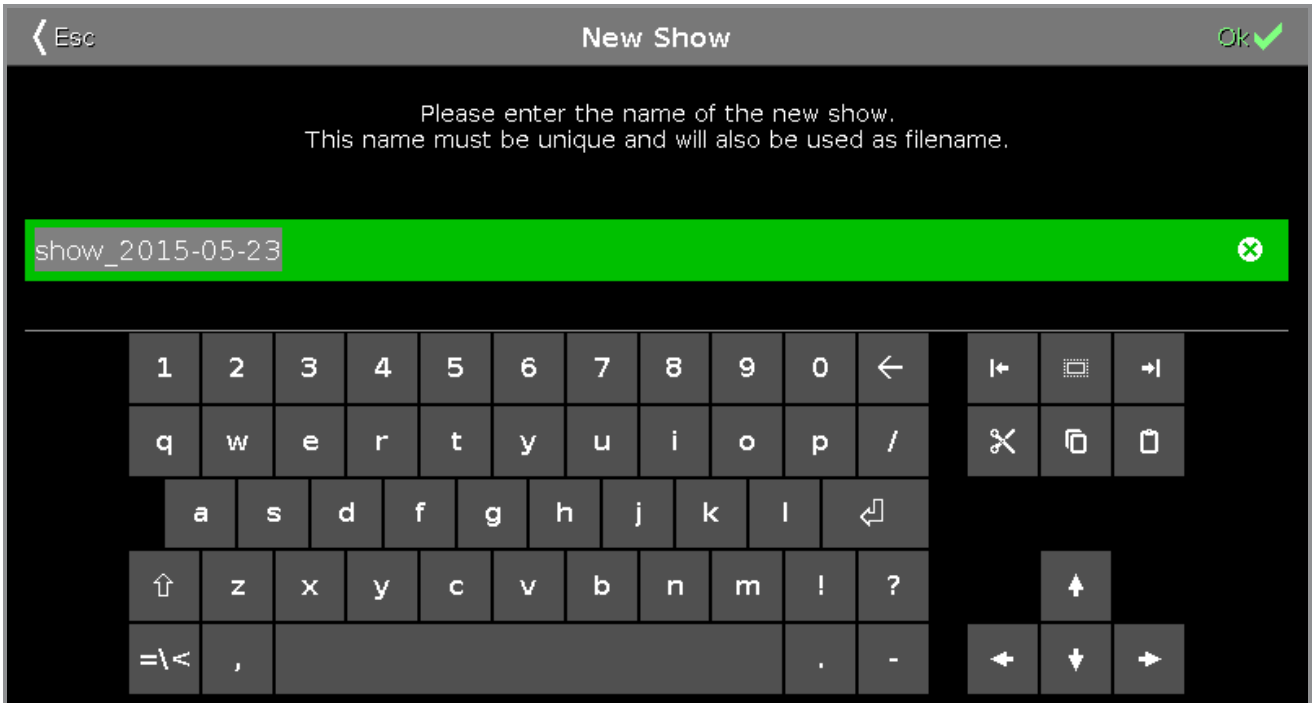 Esc New Show Ok
Please enter the name of the new show.
This name must be unique and will also be used as filename.
show_2015-05-23
1 2 3 4 5 6 7 8 9 0
q w e r t y u i o p /
a s d f g h j k l
z x y c v b n m ! ?
=\< , . -